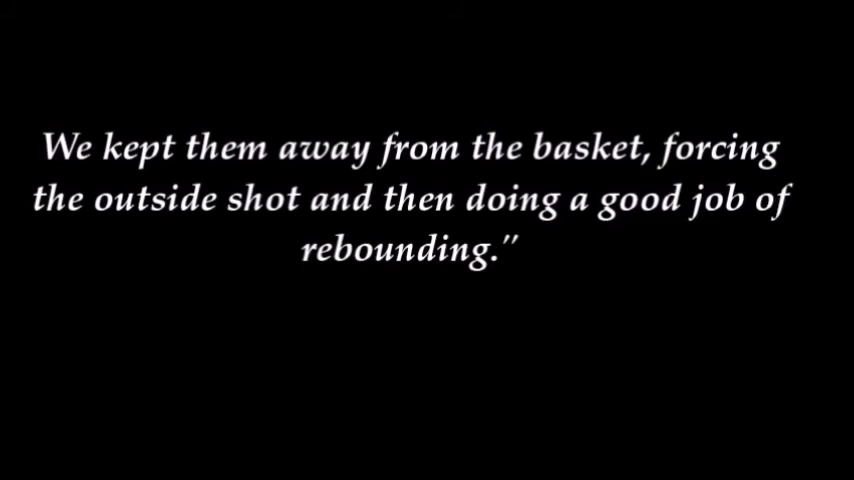 We kept them away from the basket, forcing
the outside shot and then doing a good job of
rebounding."